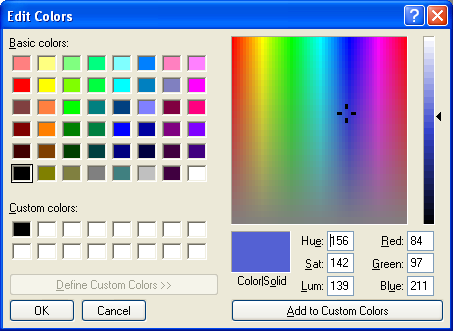 Edit Colors
Basic colors:
Custom colors:
Define Custom Colors >>
OK
Cancel
Color|Solid
Hue: 156
Sat: 142
Lum: 139
Red: 84
Green: 97
Blue: 211
Add to Custom Colors